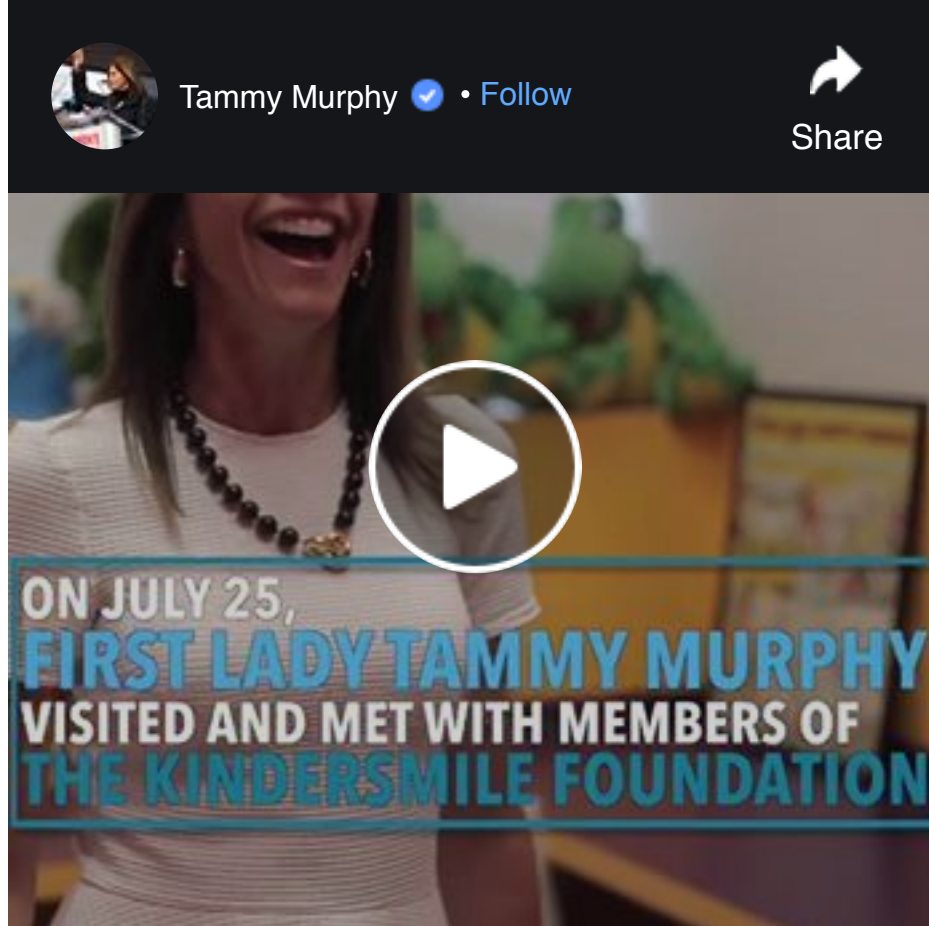 Tammy Murphy • Follow
Share
ON JULY 25,
FIRST LADY TAMMY MURPHY
VISITED AND MET WITH MEMBERS OF
THE KINDERSMILE FOUNDATION